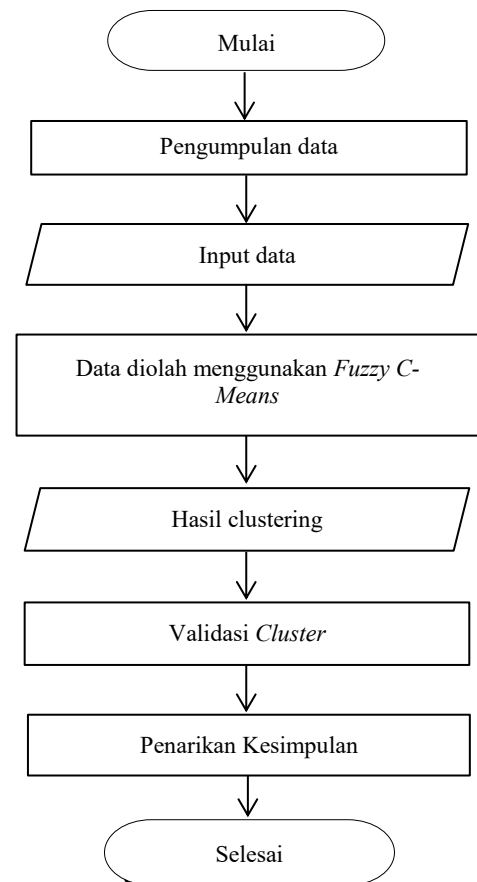 Mulai
Pengumpulan data
Input data
Data diolah menggunakan Fuzzy C-
Means
Hasil clustering
Validasi Cluster
Penarikan Kesimpulan
Selesai